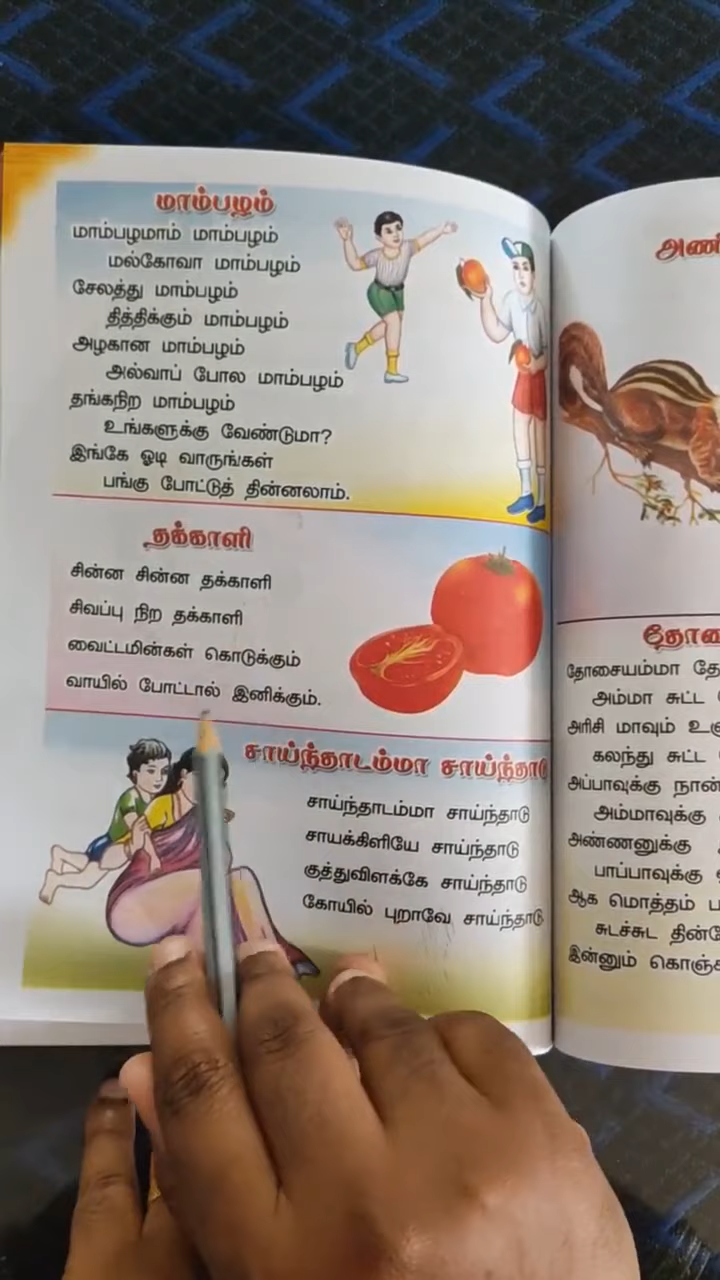 மாம்பழம்
மாம்பழமாம் மாம்பழம்
மல்கோவா மாம்பழம்
சேலத்து மாம்பழம்
தித்திக்கும் மாம்பழம்
அழகான மாம்பழம்
அல்வாப் போல மாம்பழம்
தங்கநிற மாம்பழம்
உங்களுக்கு வேண்டுமா?
இங்கே ஓடி வாருங்கள்
பங்கு போட்டுத் தின்னலாம்.
தக்காளி
சின்ன சின்ன தக்காளி
சிவப்பு நிற தக்காளி
வைட்டமின்கள் கொடுக்கும்
வாயில் போட்டால் இனிக்கும்.
சாய்ந்தாடம்மா சாய்ந்தாடு
சாய்ந்தாடம்மா சாய்ந்தாடு
சாயக்கிளியே சாய்ந்தாடு
குத்துவிளக்கே சாய்ந்தாடு
கோயில் புறாவே சாய்ந்தாடு
தோசையம்மா
அம்மா சுட்ட
அரிசி மாவும்
கலந்து சுட்ட
அப்பாவுக்கு நான்
அம்மாவுக்கு
அண்ணனுக்கு
பாப்பாவுக்கு
ஆக மொத்தம்
சுடச்சுட
இன்னும்